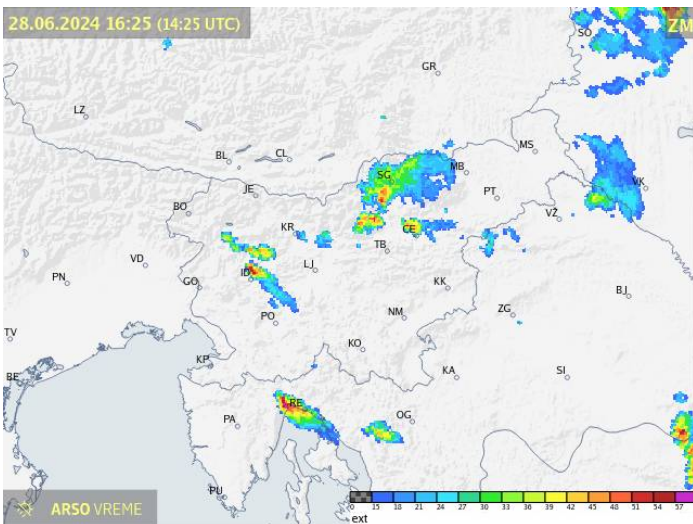 28.06.2024 16:25 (14:25 UTC)
ZM
SO
GR
LZ
MS
BL
CL
MB
SG
VK
JE
PT
BO
VŽ
KR
CE
TB
VD
LJ
ID
PN
GO
KK
BJ
NM
ZG
PO
TV
KO
KP
BE
KA
SI
RE
OG
PA
PU
0 15 18 21 24 27 30 33 36 39 42 45 48 51 54 57
ext
ARSO VREME